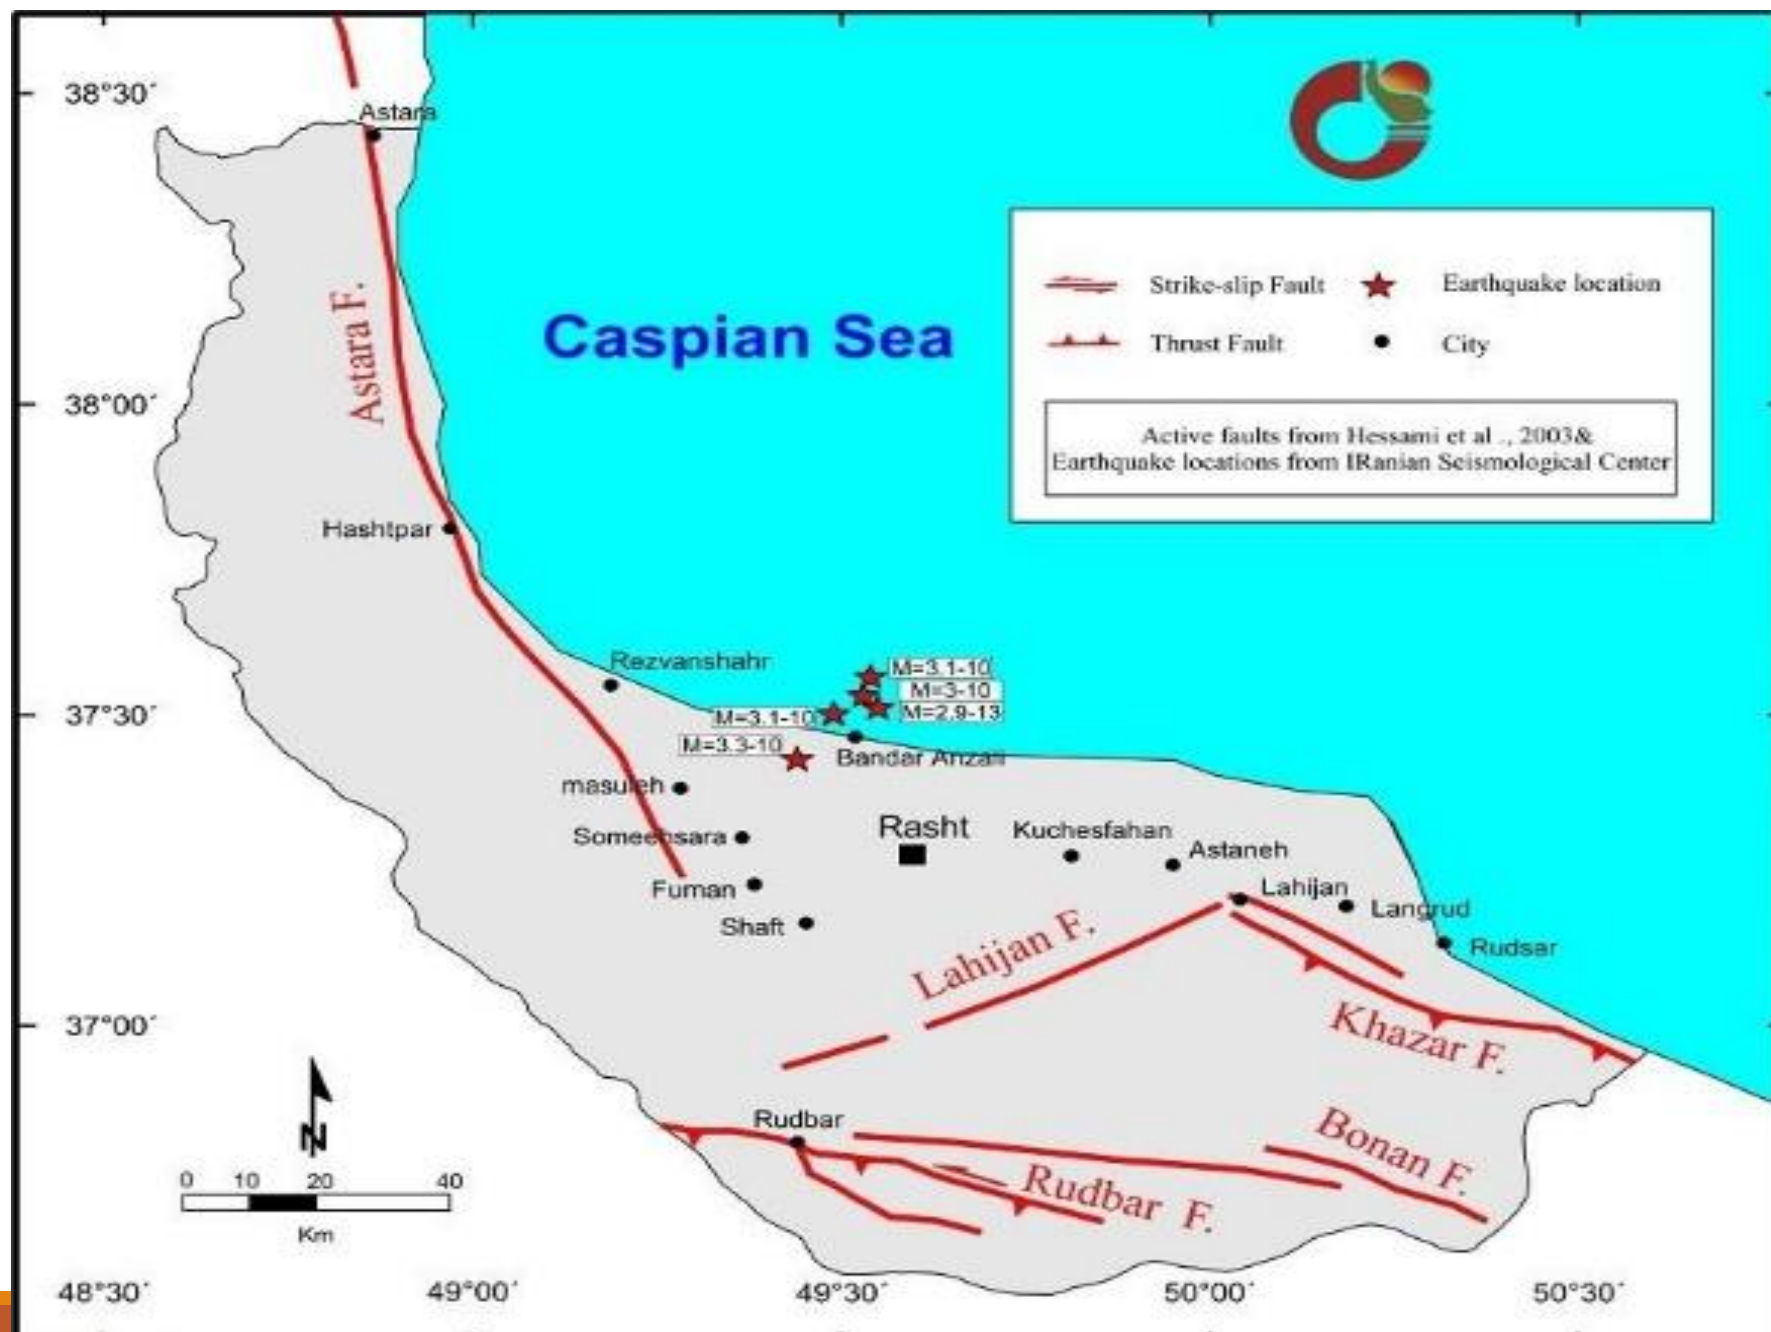 38°30´
Astara
Strike-slip Fault
Earthquake location
Thrust Fault
City
Astara F.
Caspian Sea
38°00´
Active faults from Hessami et al ., 2003&
Earthquake locations from IRanian Seismological Center
Hashtpar
Rezvanshahr
M=3.1-10
M=3-10
37°30´
M=3.1-10
M=2.9-13
M=3.3-10
Bandar Anzali
masuleh
Someehsara
Rasht
Kuchesfahan
Astaneh
Fuman
Lahijan
Langrud
Shaft
Rudsar
Lahijan F.
37°00´
Khazar F.
N
Rudbar
Bonan F.
0 10 20 40
Km
Rudbar F.
48°30´ 49°00´ 49°30´ 50°00´ 50°30´